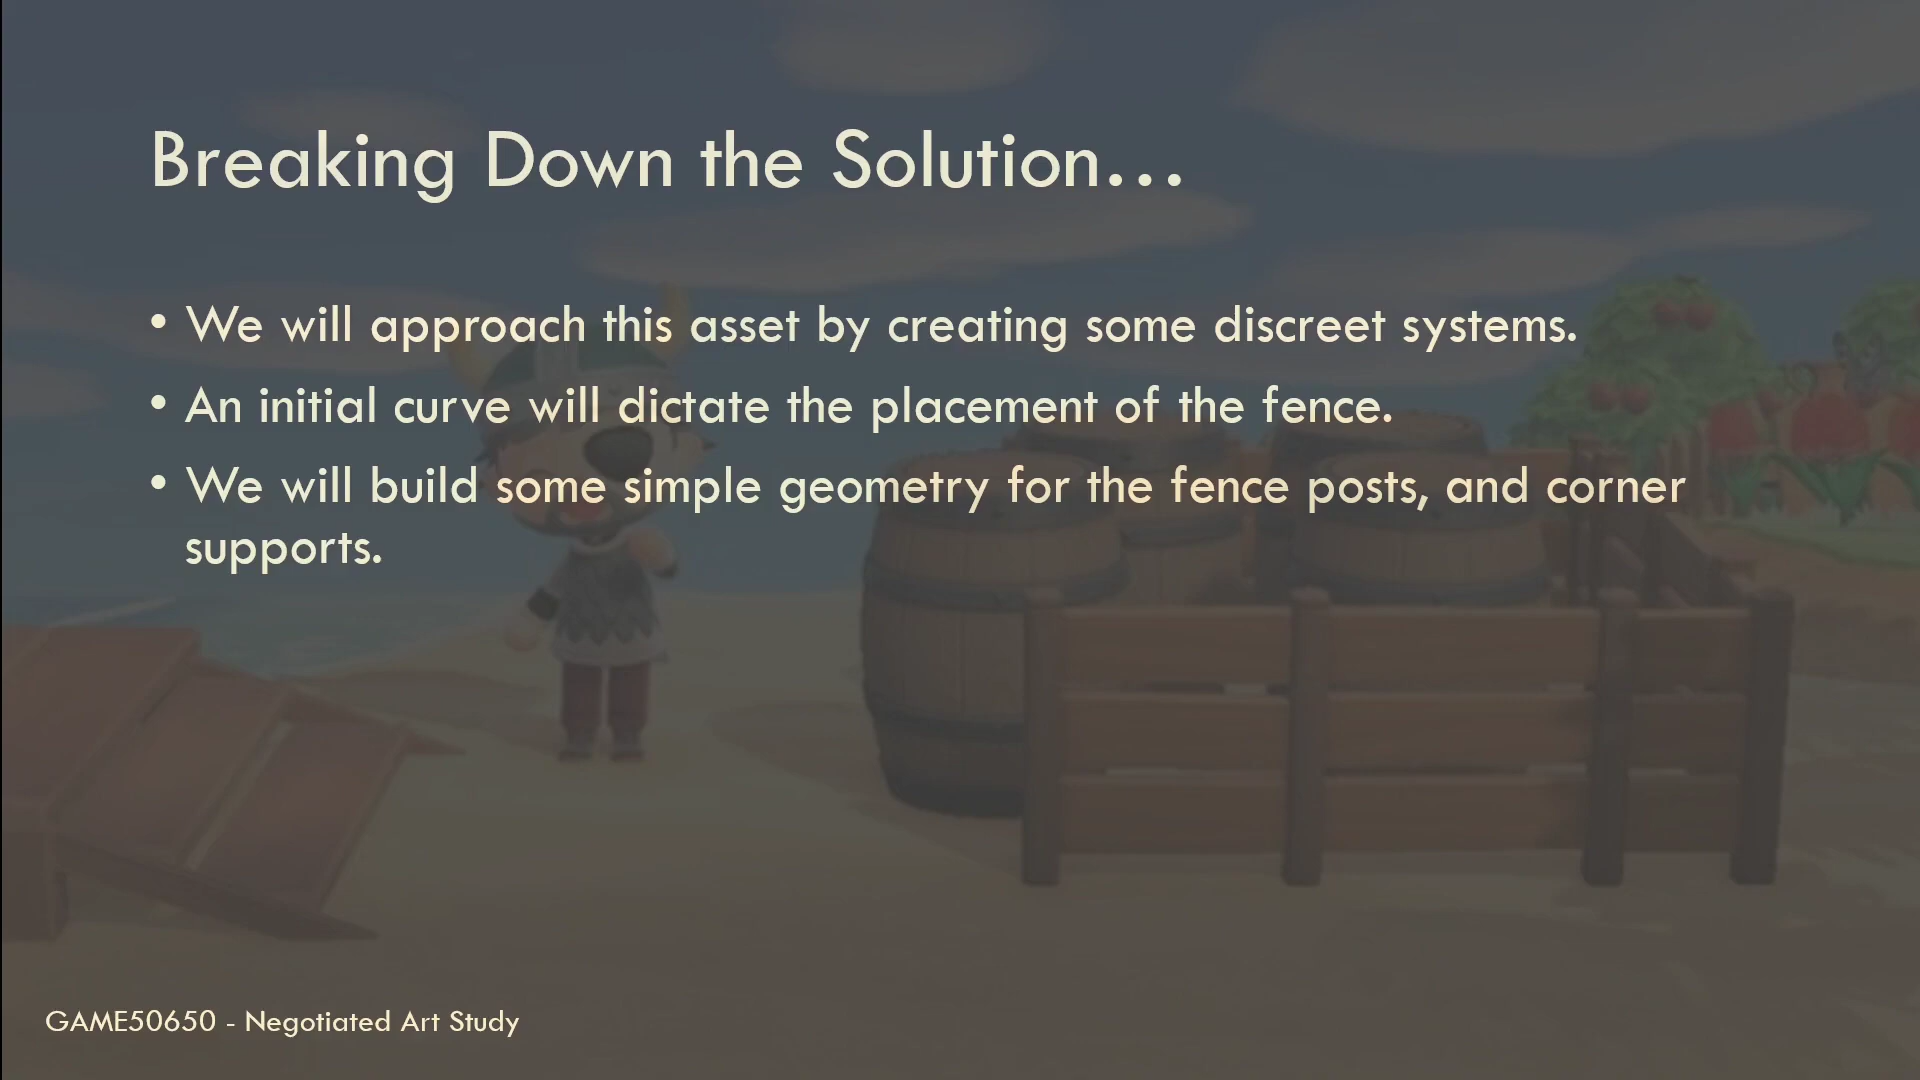 Breaking Down the Solution…
• We will approach this asset by creating some discreet systems.
• An initial curve will dictate the placement of the fence.
• We will build some simple geometry for the fence posts, and corner
supports.
GAME50650 - Negotiated Art Study